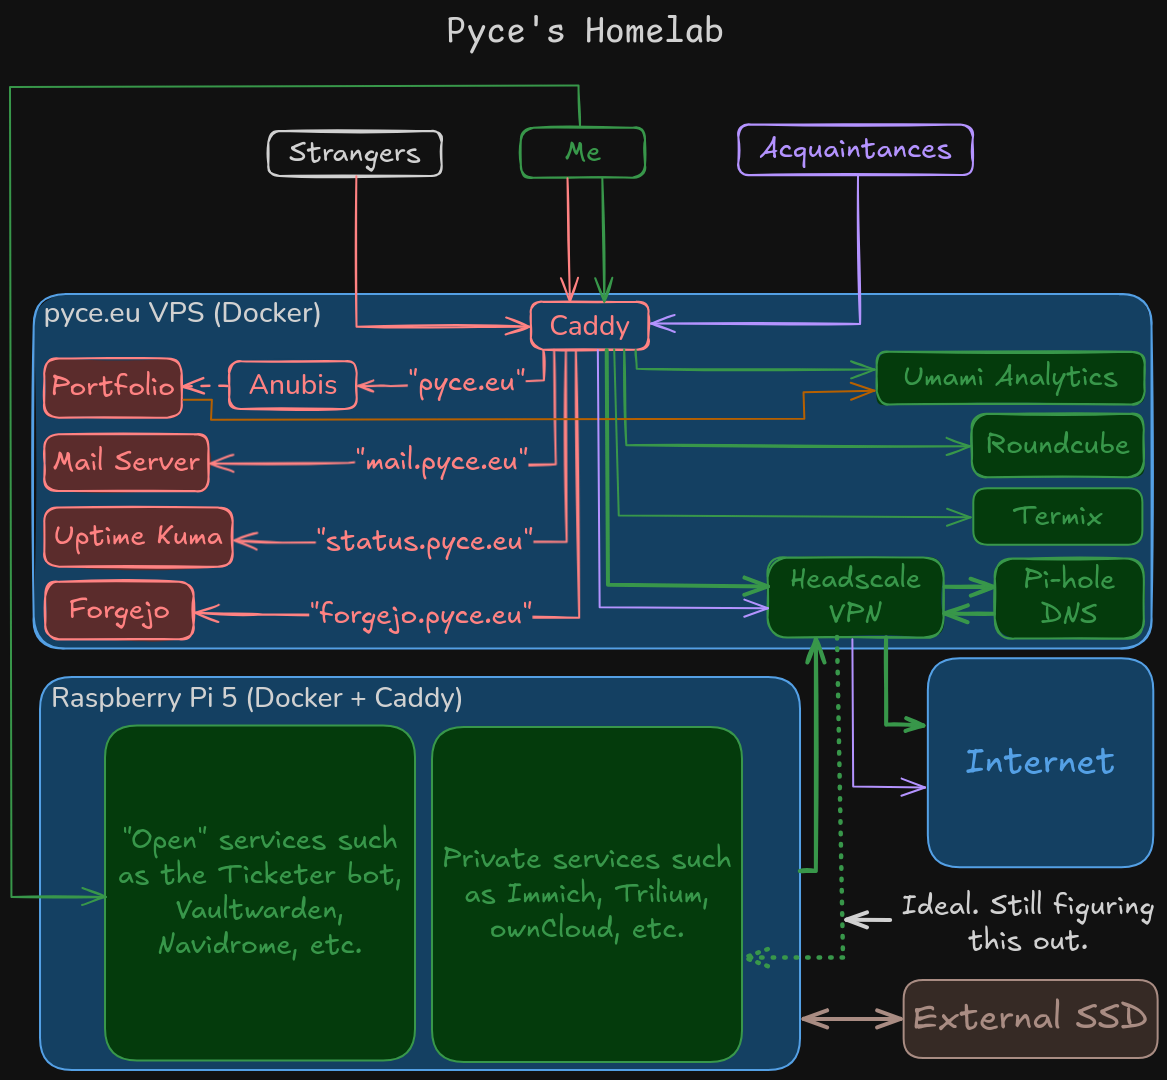 Pyce's Homelab
Strangers
Me
Acquaintances
pyce.eu VPS (Docker)
Caddy
Portfolio
Anubis
"pyce.eu"
Umami Analytics
Mail Server
"mail.pyce.eu"
Roundcube
Uptime Kuma
"status.pyce.eu"
Termix
Forgejo
"forgejo.pyce.eu"
Headscale
VPN
Pi-hole
DNS
Raspberry Pi 5 (Docker + Caddy)
"Open" services such
as the Ticketer bot,
Vaultwarden,
Navidrome, etc.
Private services such
as Immich, Trilium,
ownCloud, etc.
Internet
Ideal. Still figuring
this out.
External SSD